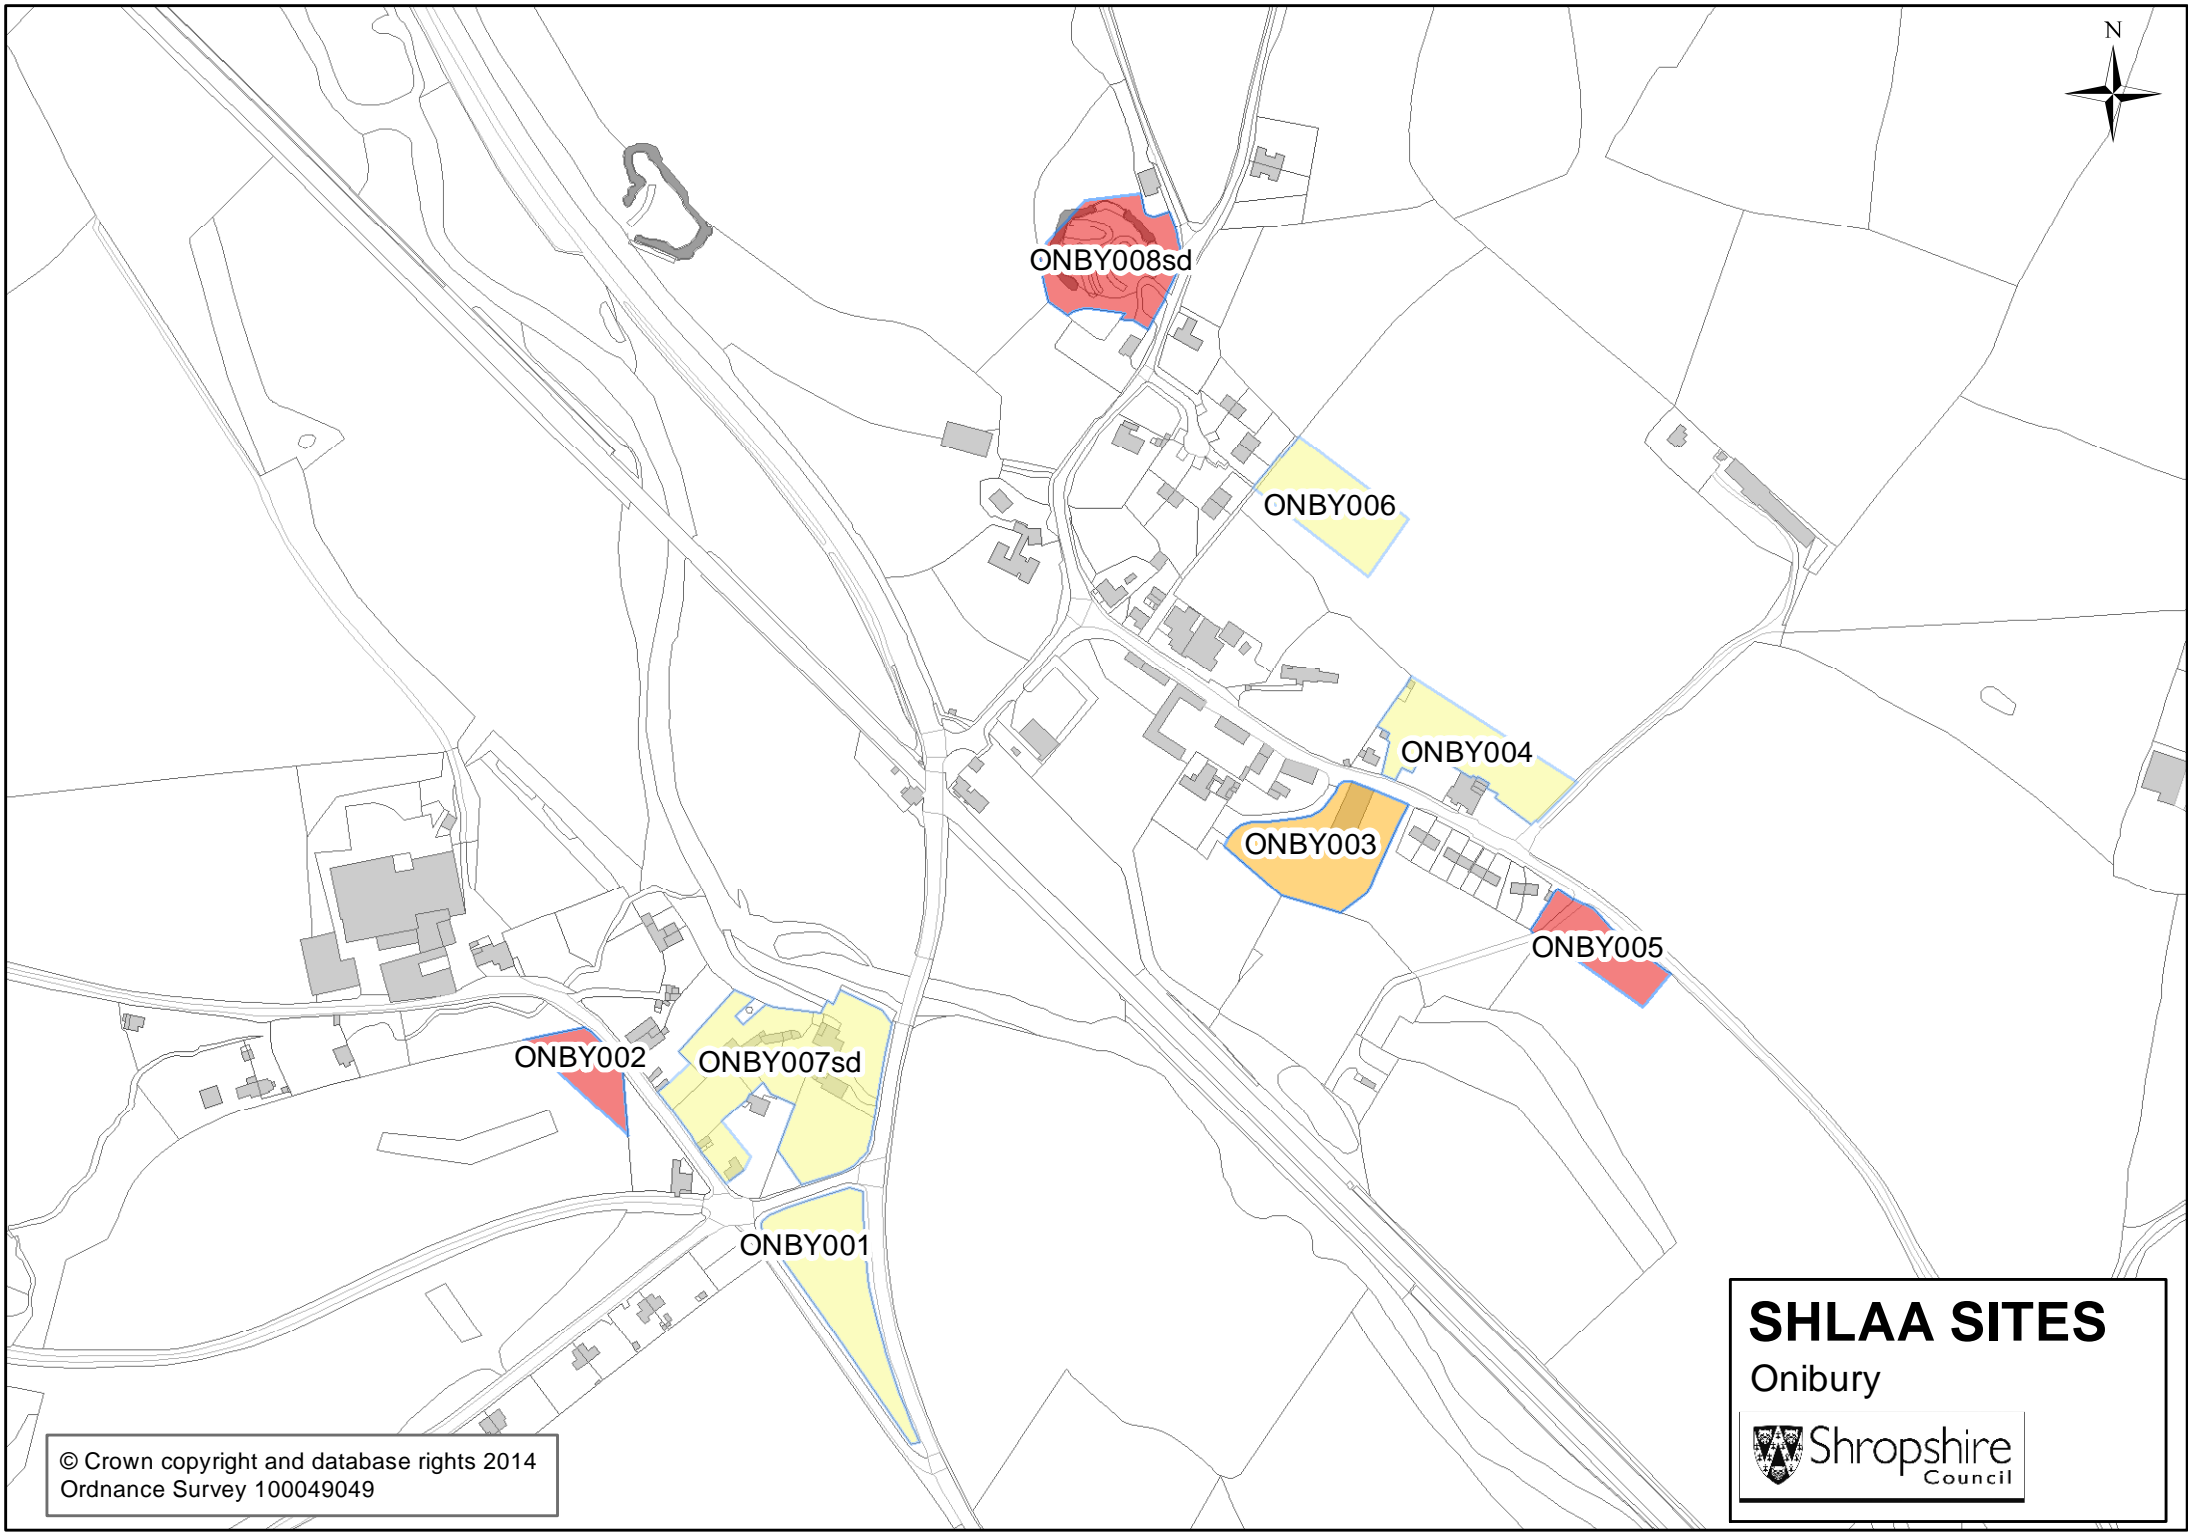 N
ONBY008sd
ONBY006
ONBY004
ONBY003
ONBY005
ONBY002
ONBY007sd
ONBY001
SHLAA SITES
Onibury
Shropshire
Council
© Crown copyright and database rights 2014
Ordnance Survey 100049049